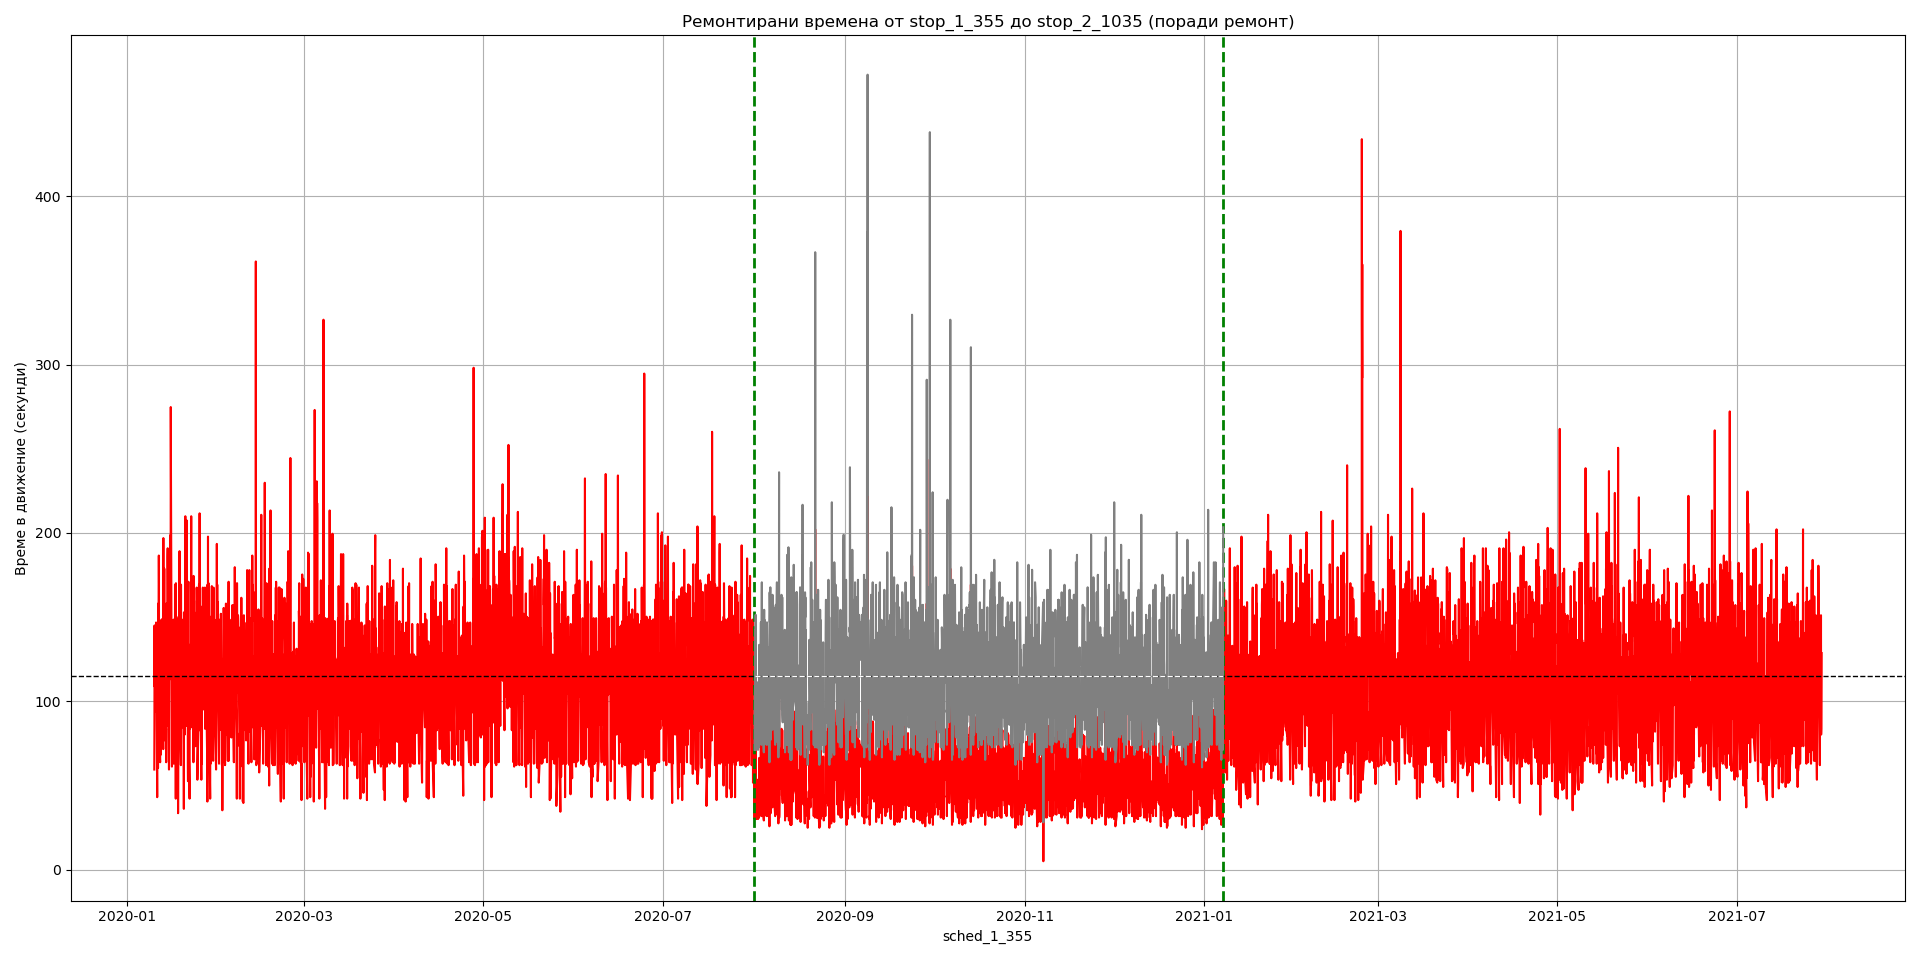 Ремонтирани времена от stop_1_355 до stop_2_1035 (поради ремонт)
Време в движение (секунди)
400
300
200
100
0
2020-01 2020-03 2020-05 2020-07 2020-09 2020-11 2021-01 2021-03 2021-05 2021-07
sched_1_355